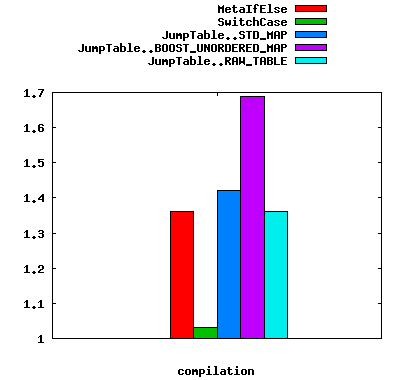 MetaIfElse
SwitchCase
JumpTable..STD_MAP
JumpTable..BOOST_UNORDERED_MAP
JumpTable..RAW_TABLE
1.7
1.6
1.5
1.4
1.3
1.2
1.1
1
compilation